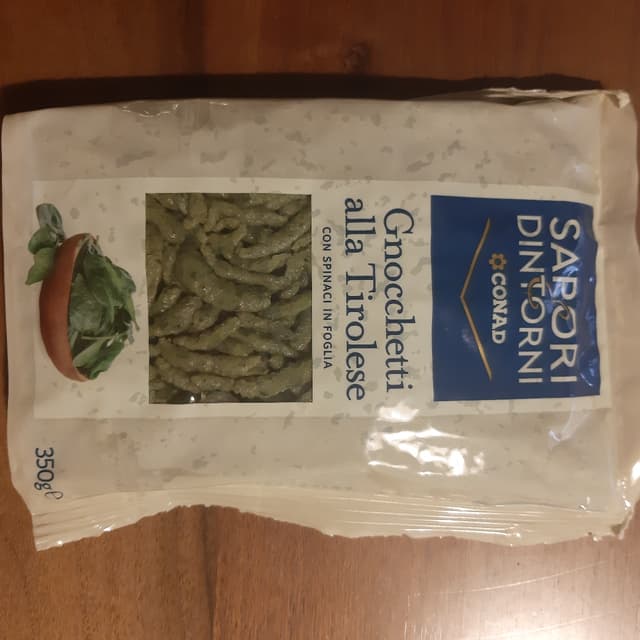 SAPORI
DINTORNI
CONAD
Gnocchetti
alla Tirolese
CON SPINACI IN FOGLIA
350g℮